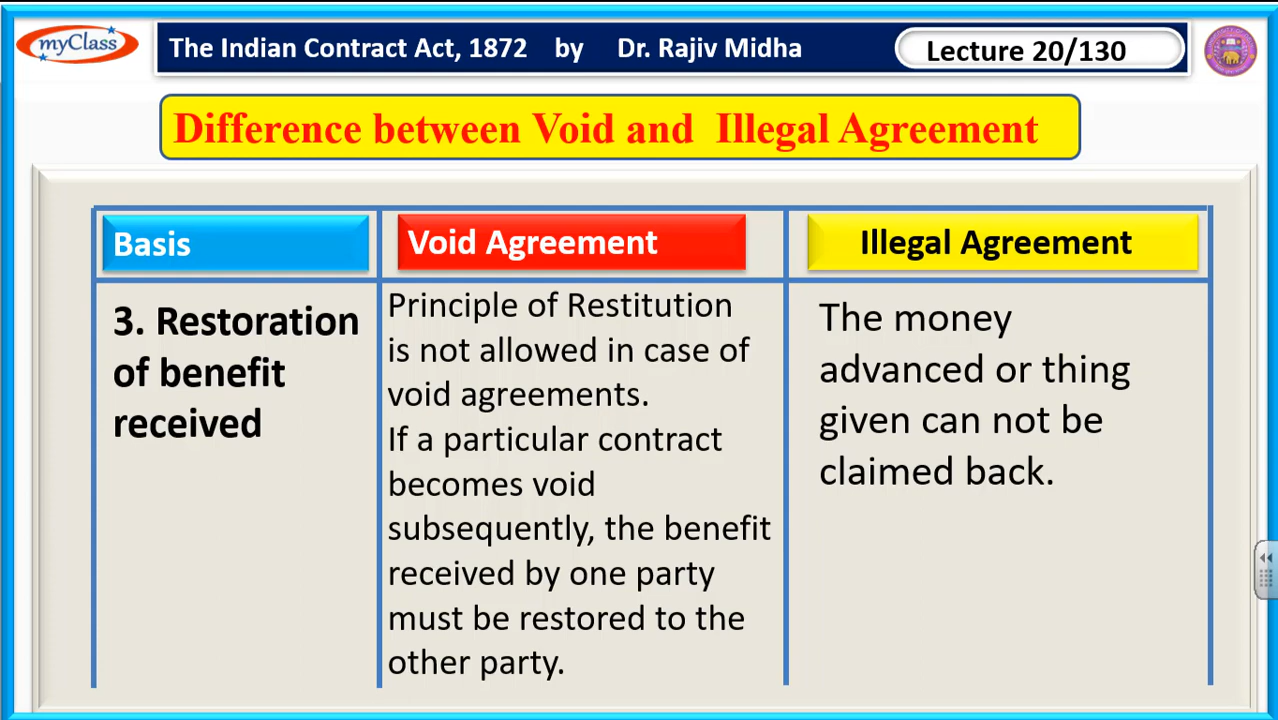 myClass
The Indian Contract Act, 1872 by Dr. Rajiv Midha
Lecture 20/130
Difference between Void and Illegal Agreement
Basis
Void Agreement
Illegal Agreement
3. Restoration
of benefit
received
Principle of Restitution
is not allowed in case of
void agreements.
If a particular contract
becomes void
subsequently, the benefit
received by one party
must be restored to the
other party.
The money
advanced or thing
given can not be
claimed back.